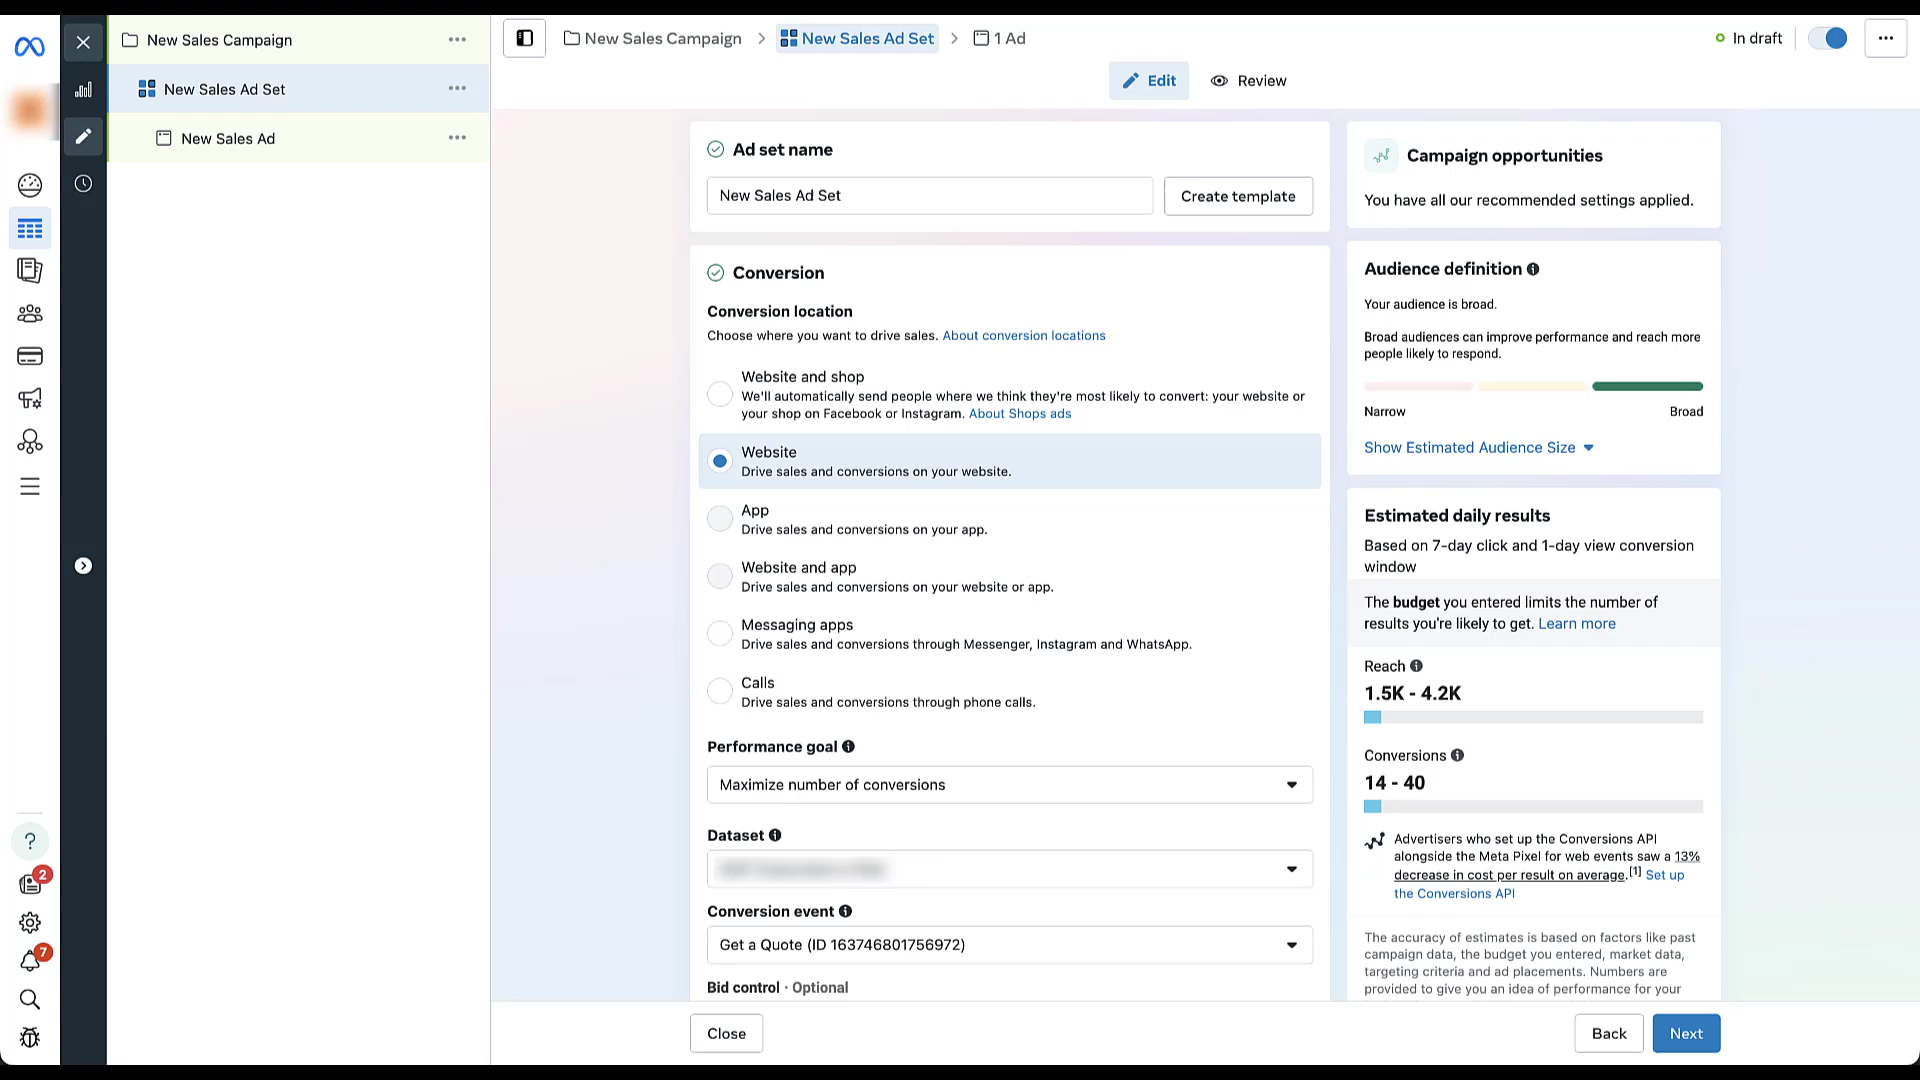 New Sales Campaign
New Sales Ad Set
New Sales Ad
New Sales Campaign
New Sales Ad Set
1 Ad
In draft
Edit
Review
Ad set name
New Sales Ad Set
Create template
Conversion
Conversion location
Choose where you want to drive sales. About conversion locations
Website and shop
We'll automatically send people where we think they're most likely to convert: your website or
your shop on Facebook or Instagram. About Shops ads
Website
Drive sales and conversions on your website.
App
Drive sales and conversions on your app.
Website and app
Drive sales and conversions on your website or app.
Messaging apps
Drive sales and conversions through Messenger, Instagram and WhatsApp.
Calls
Drive sales and conversions through phone calls.
Performance goal
Maximize number of conversions
Dataset
Conversion event
Get a Quote (ID 163746801756972)
Bid control · Optional
Campaign opportunities
You have all our recommended settings applied.
Audience definition
Your audience is broad.
Broad audiences can improve performance and reach more
people likely to respond.
Narrow
Broad
Show Estimated Audience Size
Estimated daily results
Based on 7-day click and 1-day view conversion
window
The budget you entered limits the number of
results you're likely to get. Learn more
Reach
1.5K - 4.2K
Conversions
14 - 40
Advertisers who set up the Conversions API
alongside the Meta Pixel for web events saw a 13%
decrease in cost per result on average.[1] Set up
the Conversions API
The accuracy of estimates is based on factors like past
campaign data, the budget you entered, market data,
targeting criteria and ad placements. Numbers are
provided to give you an idea of performance for your
2
7
Close
Back
Next